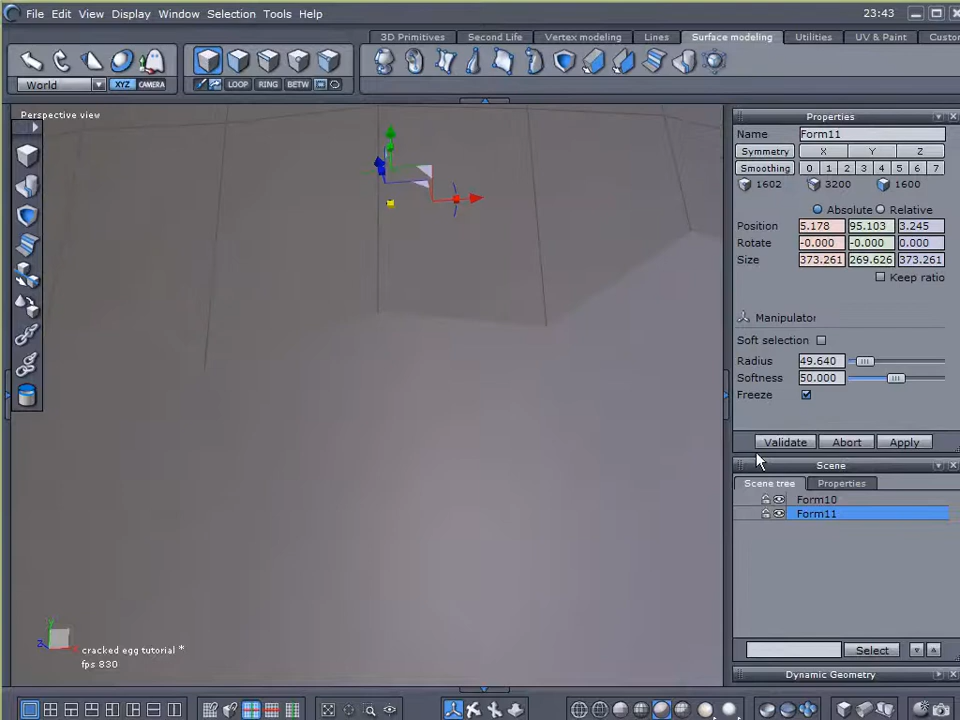 File Edit View Display Window Selection Tools Help 23:43
3D Primitives Second Life Vertex modeling Lines Surface modeling Utilities UV & Paint Custo
World XYZ CAMERA LOOP RING BETW
Perspective view
Properties
Name Form11
Symmetry X Y Z
Smoothing 0 1 2 3 4 5 6 7
1602 3200 1600
Absolute Relative
Position 5.178 95.103 3.245
Rotate -0.000 -0.000 0.000
Size 373.261 269.626 373.261
Keep ratio
Manipulator
Soft selection
Radius 49.640
Softness 50.000
Freeze
Validate Abort Apply
Scene
Scene tree Properties
Form10
Form11
Select
Dynamic Geometry
Y
Z
cracked egg tutorial *
fps 830